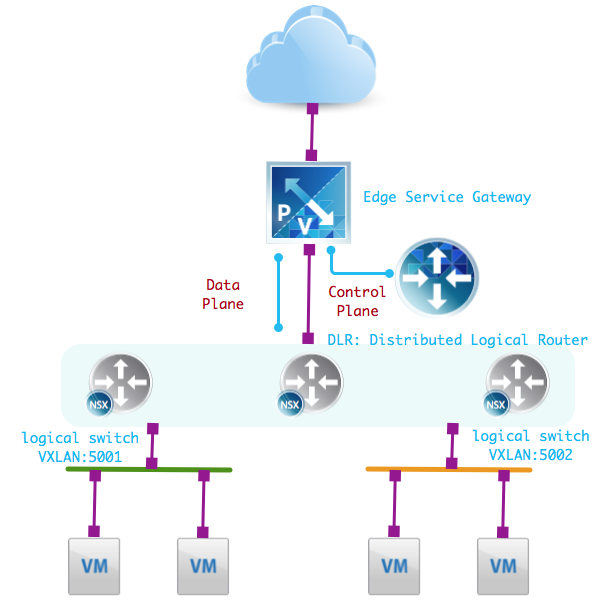 P
V
Edge Service Gateway
Data
Plane
Control
Plane
DLR: Distributed Logical Router
NSX
NSX
NSX
logical switch
VXLAN:5001
logical switch
VXLAN:5002
VM
VM
VM
VM